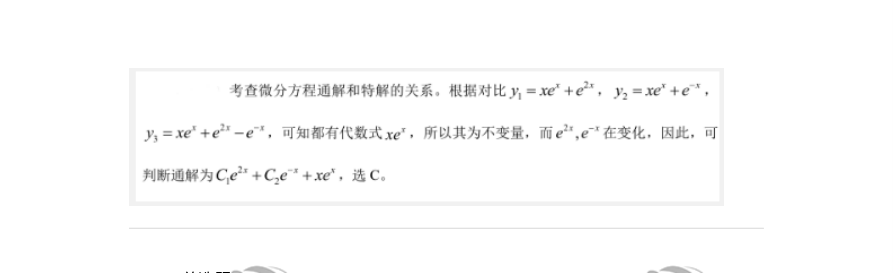 考查微分方程通解和特解的关系。根据对比 y₁ = xeˣ + e²ˣ， y₂ = xeˣ + e⁻ˣ，
y₃ = xeˣ + e²ˣ − e⁻ˣ，可知都有代数式 xeˣ，所以其为不变量，而 e²ˣ,e⁻ˣ 在变化，因此，可
判断通解为 C₁e²ˣ + C₂e⁻ˣ + xeˣ，选 C。